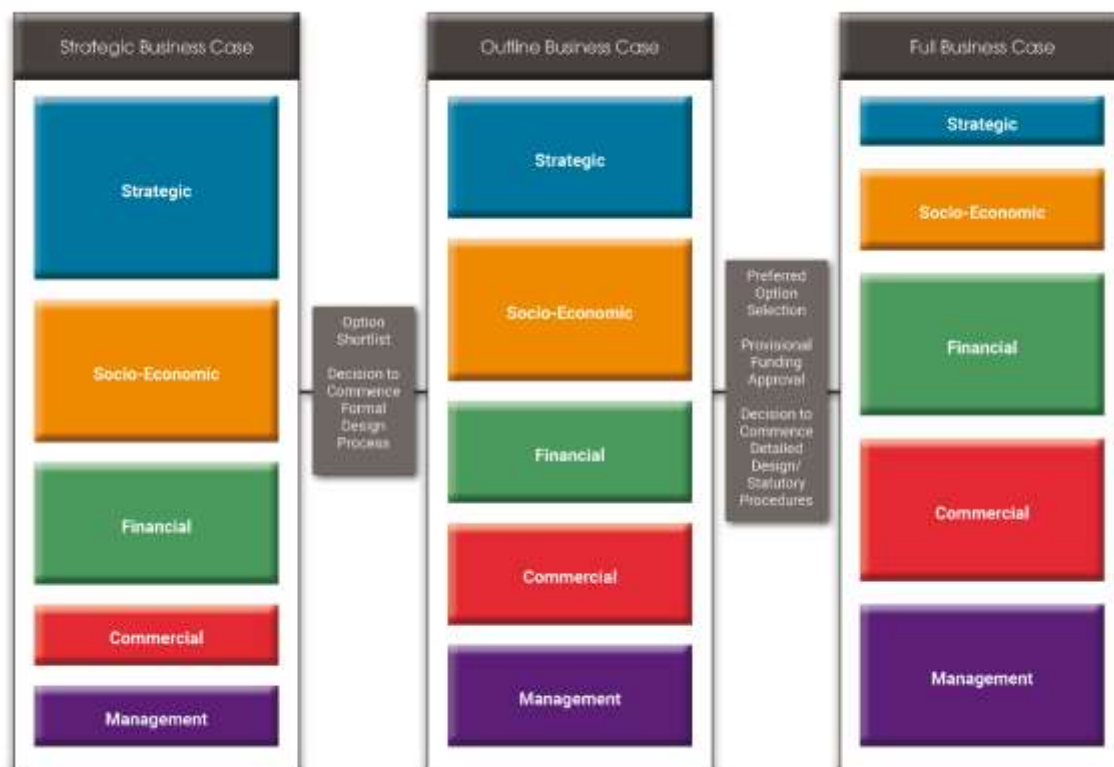 Strategic Business Case
Strategic
Socio-Economic
Financial
Commercial
Management
Option
Shortlist
Decision to
Commence
Formal
Design
Process
Outline Business Case
Strategic
Socio-Economic
Financial
Commercial
Management
Preferred
Option
Selection
Provisional
Funding
Approval
Decision to
Commence
Detailed
Design/
Statutory
Procedures
Full Business Case
Strategic
Socio-Economic
Financial
Commercial
Management